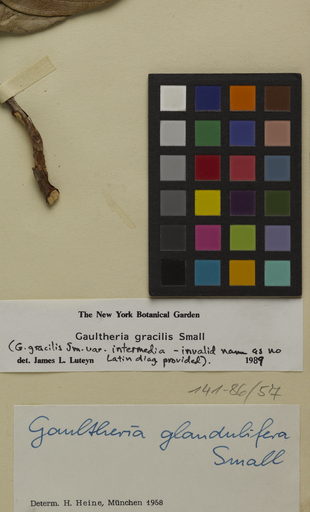 The New York Botanical Garden
Gaultheria gracilis Small
(G. gracilis Sm. var. intermedia – invalid name as no
Latin diag. provided).
det. James L. Luteyn 1989
141-86/57
Gaultheria glandulifera
Small
Determ. H. Heine, München 1958